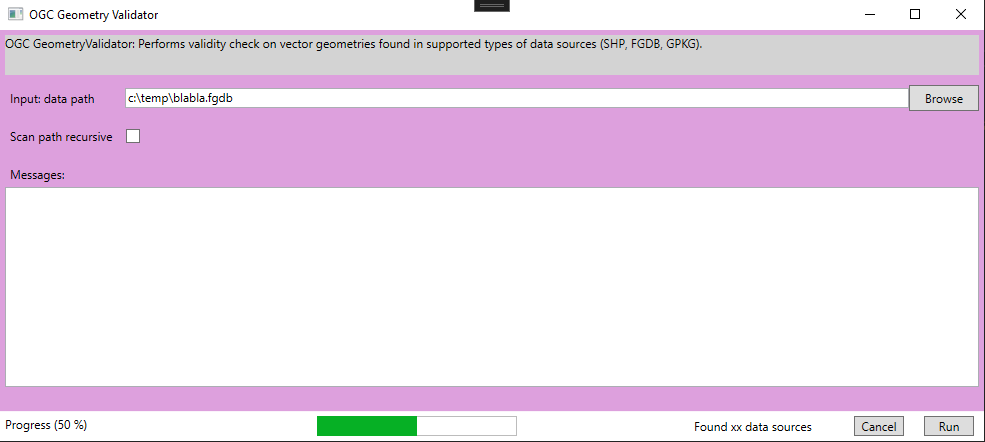 OGC Geometry Validator
OGC GeometryValidator: Performs validity check on vector geometries found in supported types of data sources (SHP, FGDB, GPKG).
Input: data path c:\temp\blabla.fgdb Browse
Scan path recursive
Messages:
Progress (50 %) Found xx data sources Cancel Run